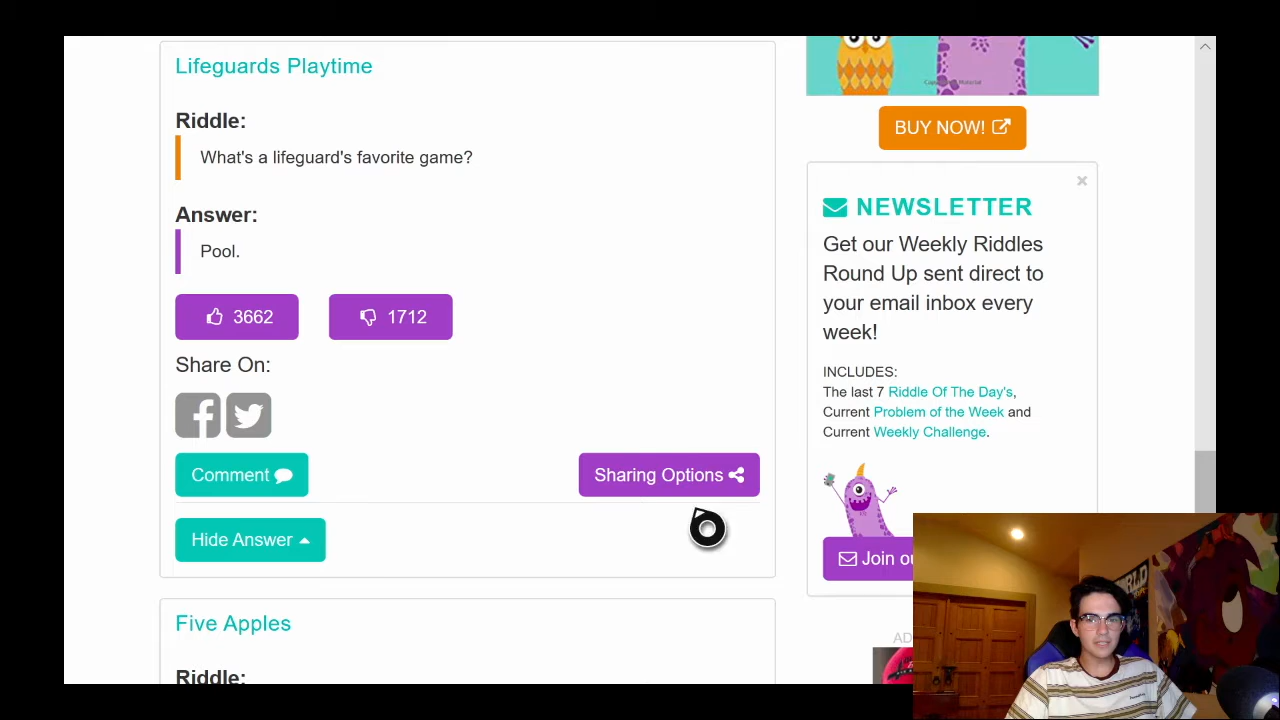 Lifeguards Playtime
Riddle:
What's a lifeguard's favorite game?
Answer:
Pool.
3662
1712
Share On:
Comment
Sharing Options
Hide Answer
Five Apples
Riddle:
BUY NOW!
NEWSLETTER
Get our Weekly Riddles
Round Up sent direct to
your email inbox every
week!
INCLUDES:
The last 7 Riddle Of The Day's,
Current Problem of the Week and
Current Weekly Challenge.
Join ou
AD